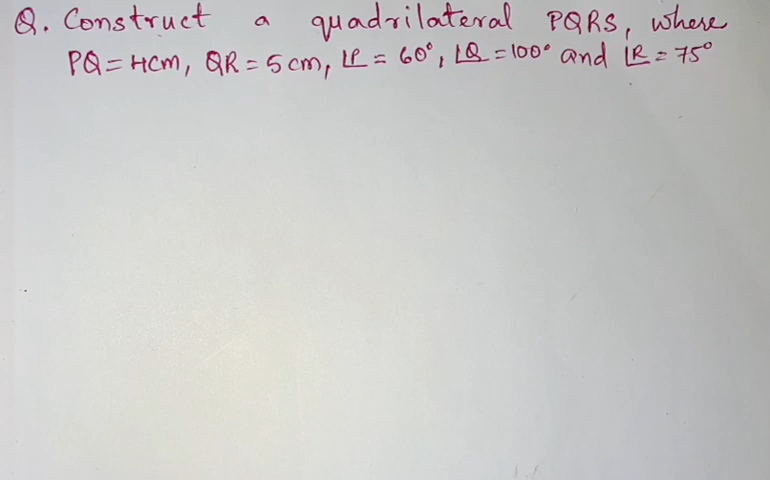 Q. Construct a quadrilateral PQRS, where
PQ = 4cm, QR = 5cm, ∠P = 60°, ∠Q = 100° and ∠R = 75°